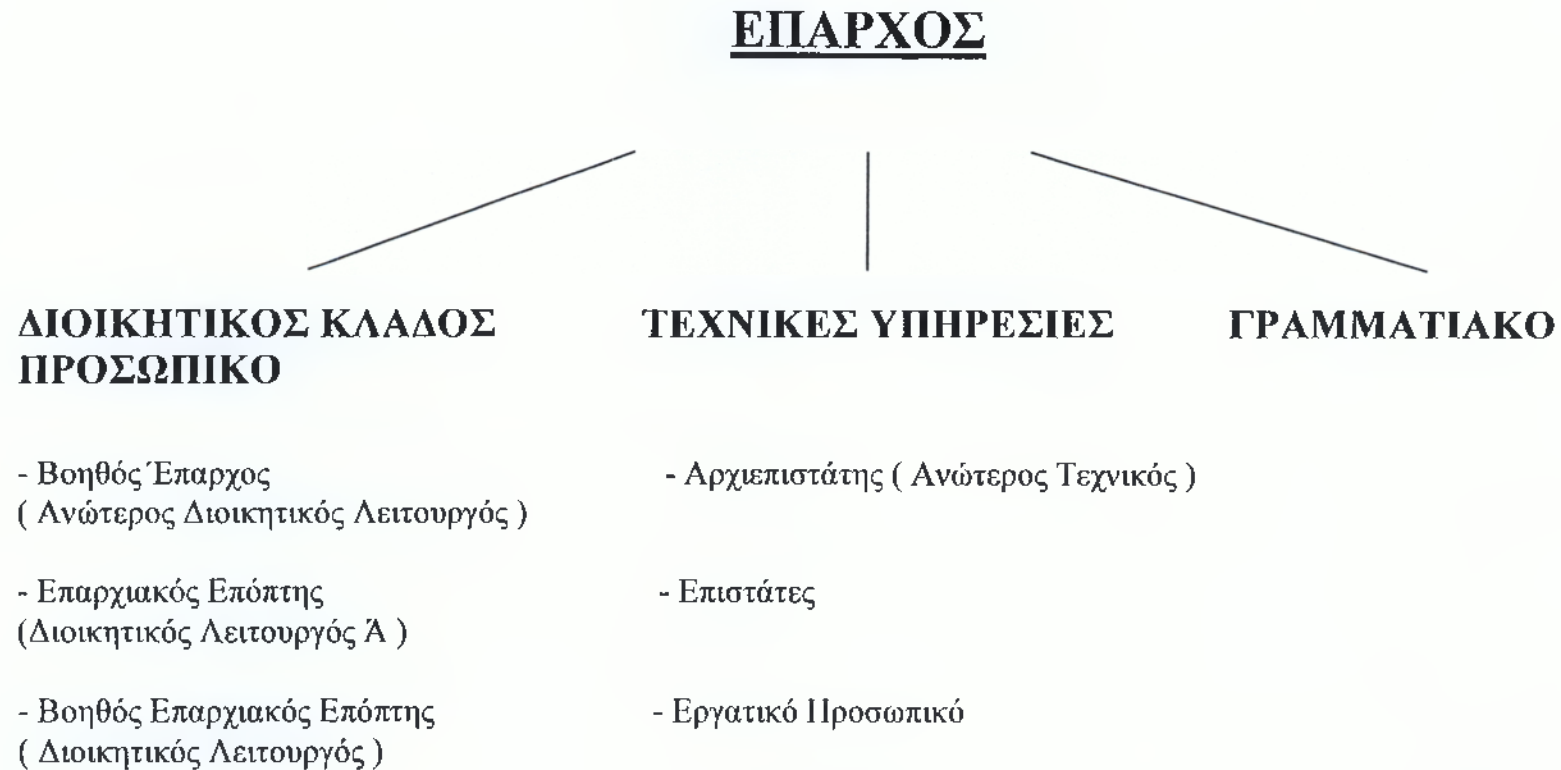 ΕΠΑΡΧΟΣ
ΔΙΟΙΚΗΤΙΚΟΣ ΚΛΑΔΟΣ
ΠΡΟΣΩΠΙΚΟ
ΤΕΧΝΙΚΕΣ ΥΠΗΡΕΣΙΕΣ
ΓΡΑΜΜΑΤΙΑΚΟ
- Βοηθός Έπαρχος
( Ανώτερος Διοικητικός Λειτουργός )
- Επαρχιακός Επόπτης
(Διοικητικός Λειτουργός Ά )
- Βοηθός Επαρχιακός Επόπτης
( Διοικητικός Λειτουργός )
- Αρχιεπιστάτης ( Ανώτερος Τεχνικός )
- Επιστάτες
- Εργατικό Προσωπικό